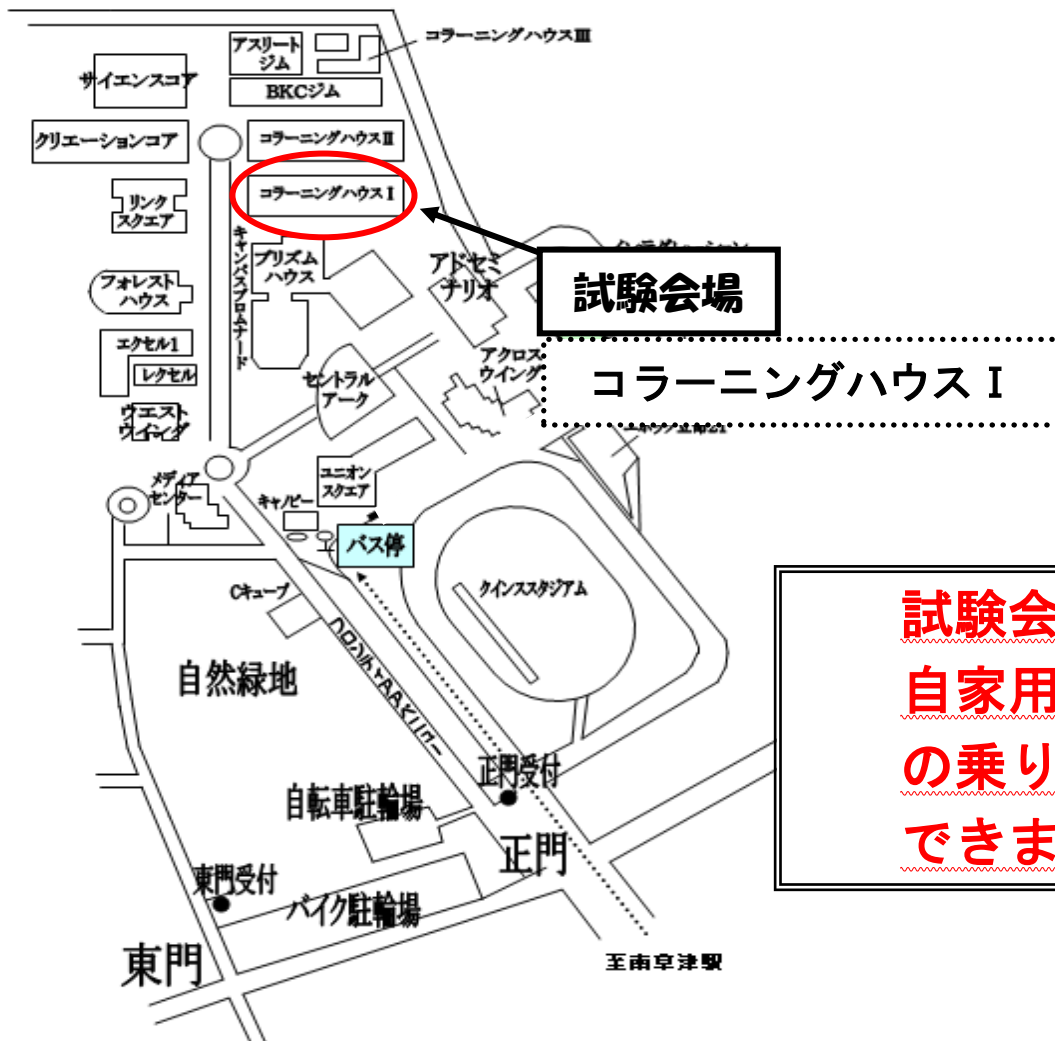 アスリート
ジム
コラーニングハウスⅢ
サイエンスコア
BKCジム
クリエーションコア
コラーニングハウスⅡ
コラーニングハウスⅠ
リンク
スクエア
キャンパスプロムナード
プリズム
ハウス
アドセミ
ナリオ
試験会場
フォレスト
ハウス
エクセル1
レクセル
セントラル
アーク
アクロス
ウイング
コラーニングハウスⅠ
ウエスト
ウイング
メディア
センター
ユニオン
スクエア
キャノピー
バス停
Cキューブ
クインススタジアム
自然緑地
試験会
自家用
の乗り
できま
正門受付
自転車駐輪場
正門
東門受付
バイク駐輪場
東門
至南草津駅